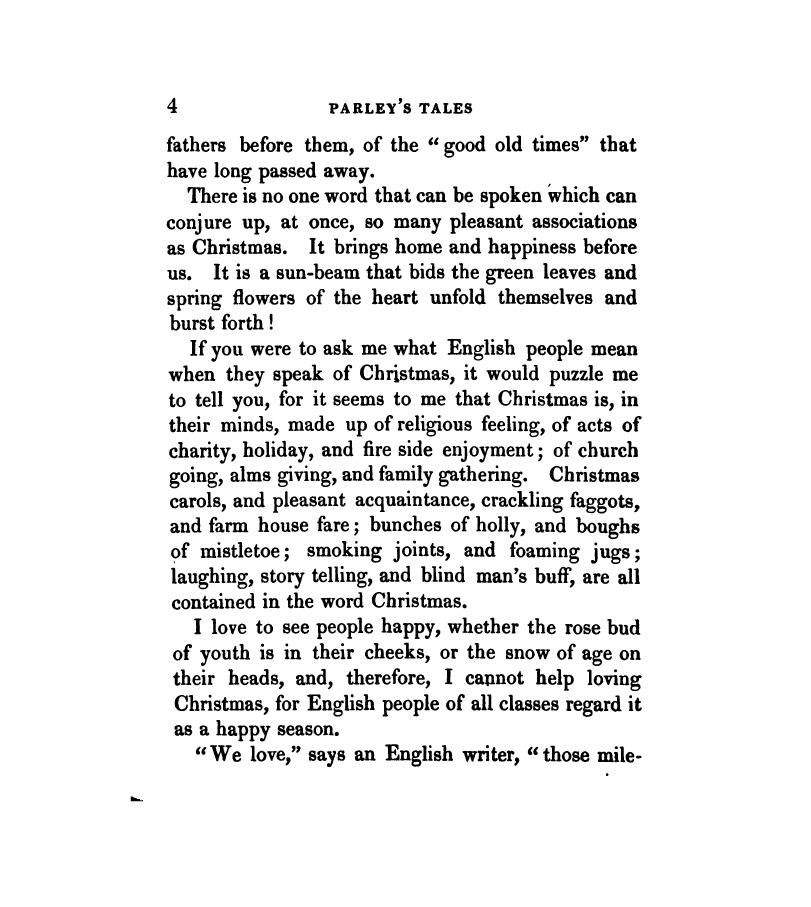 4 PARLEY'S TALES
fathers before them, of the “good old times” that
have long passed away.
There is no one word that can be spoken which can
conjure up, at once, so many pleasant associations
as Christmas. It brings home and happiness before
us. It is a sun-beam that bids the green leaves and
spring flowers of the heart unfold themselves and
burst forth!
If you were to ask me what English people mean
when they speak of Christmas, it would puzzle me
to tell you, for it seems to me that Christmas is, in
their minds, made up of religious feeling, of acts of
charity, holiday, and fire side enjoyment; of church
going, alms giving, and family gathering. Christmas
carols, and pleasant acquaintance, crackling faggots,
and farm house fare; bunches of holly, and boughs
of mistletoe; smoking joints, and foaming jugs;
laughing, story telling, and blind man's buff, are all
contained in the word Christmas.
I love to see people happy, whether the rose bud
of youth is in their cheeks, or the snow of age on
their heads, and, therefore, I cannot help loving
Christmas, for English people of all classes regard it
as a happy season.
“We love,” says an English writer, “those mile-